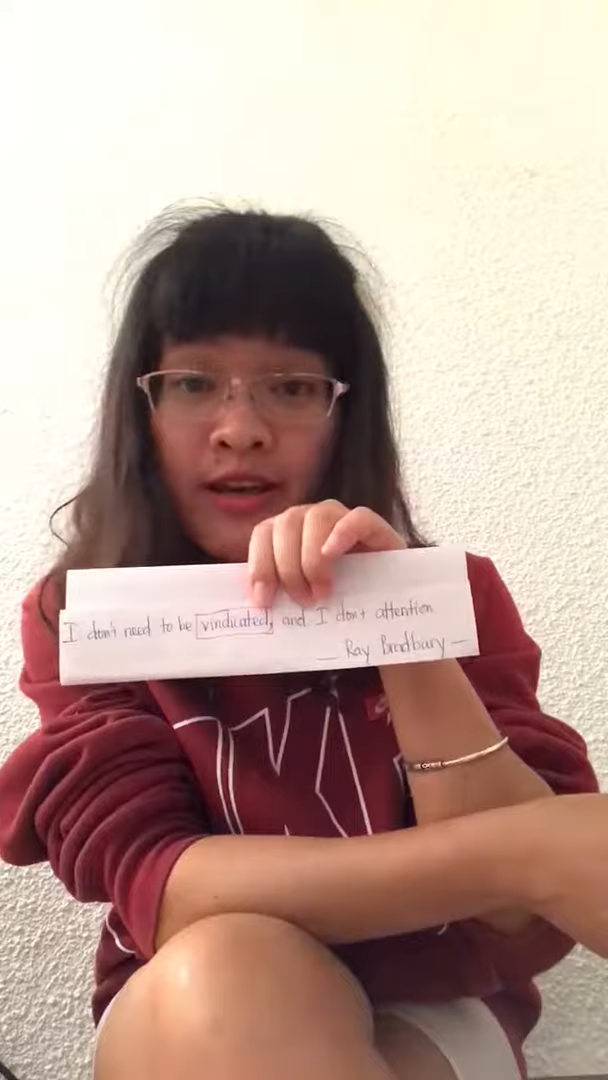 I don't need to be vindicated, and I don't attention.
— Ray Bradbury —